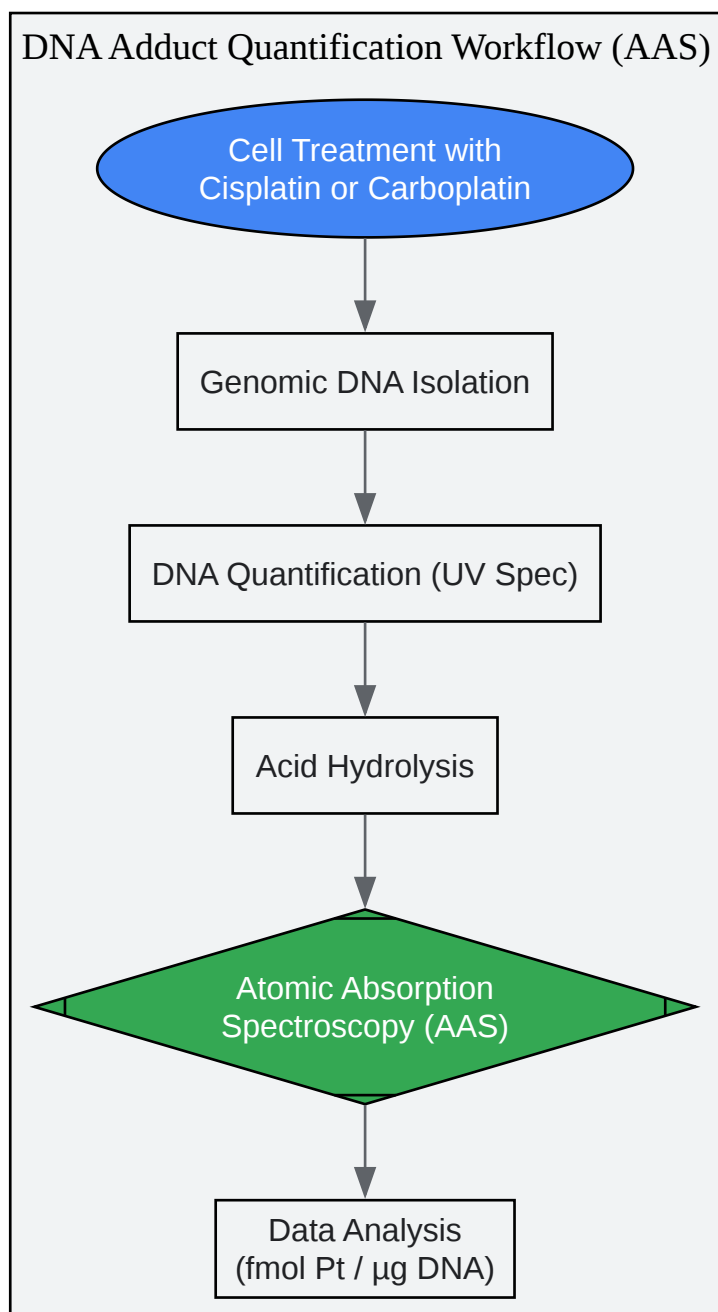 DNA Adduct Quantification Workflow (AAS)
Cell Treatment with
Cisplatin or Carboplatin
Genomic DNA Isolation
DNA Quantification (UV Spec)
Acid Hydrolysis
Atomic Absorption
Spectroscopy (AAS)
Data Analysis
(fmol Pt / µg DNA)